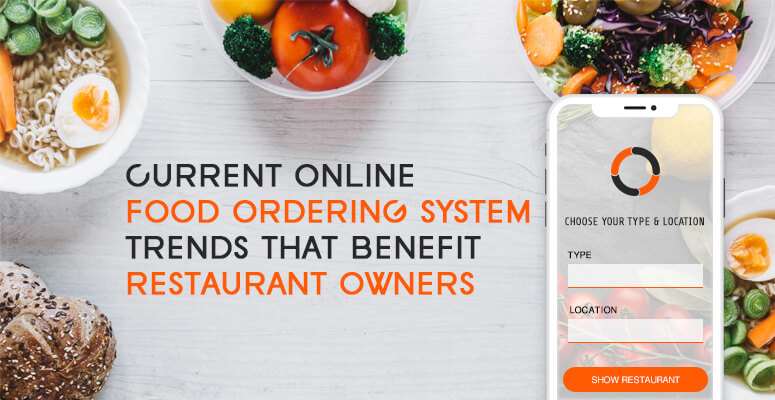 CURRENT ONLINE
FOOD ORDERING SYSTEM
TRENDS THAT BENEFIT
RESTAURANT OWNERS
CHOOSE YOUR TYPE & LOCATION
TYPE
LOCATION
SHOW RESTAURANT